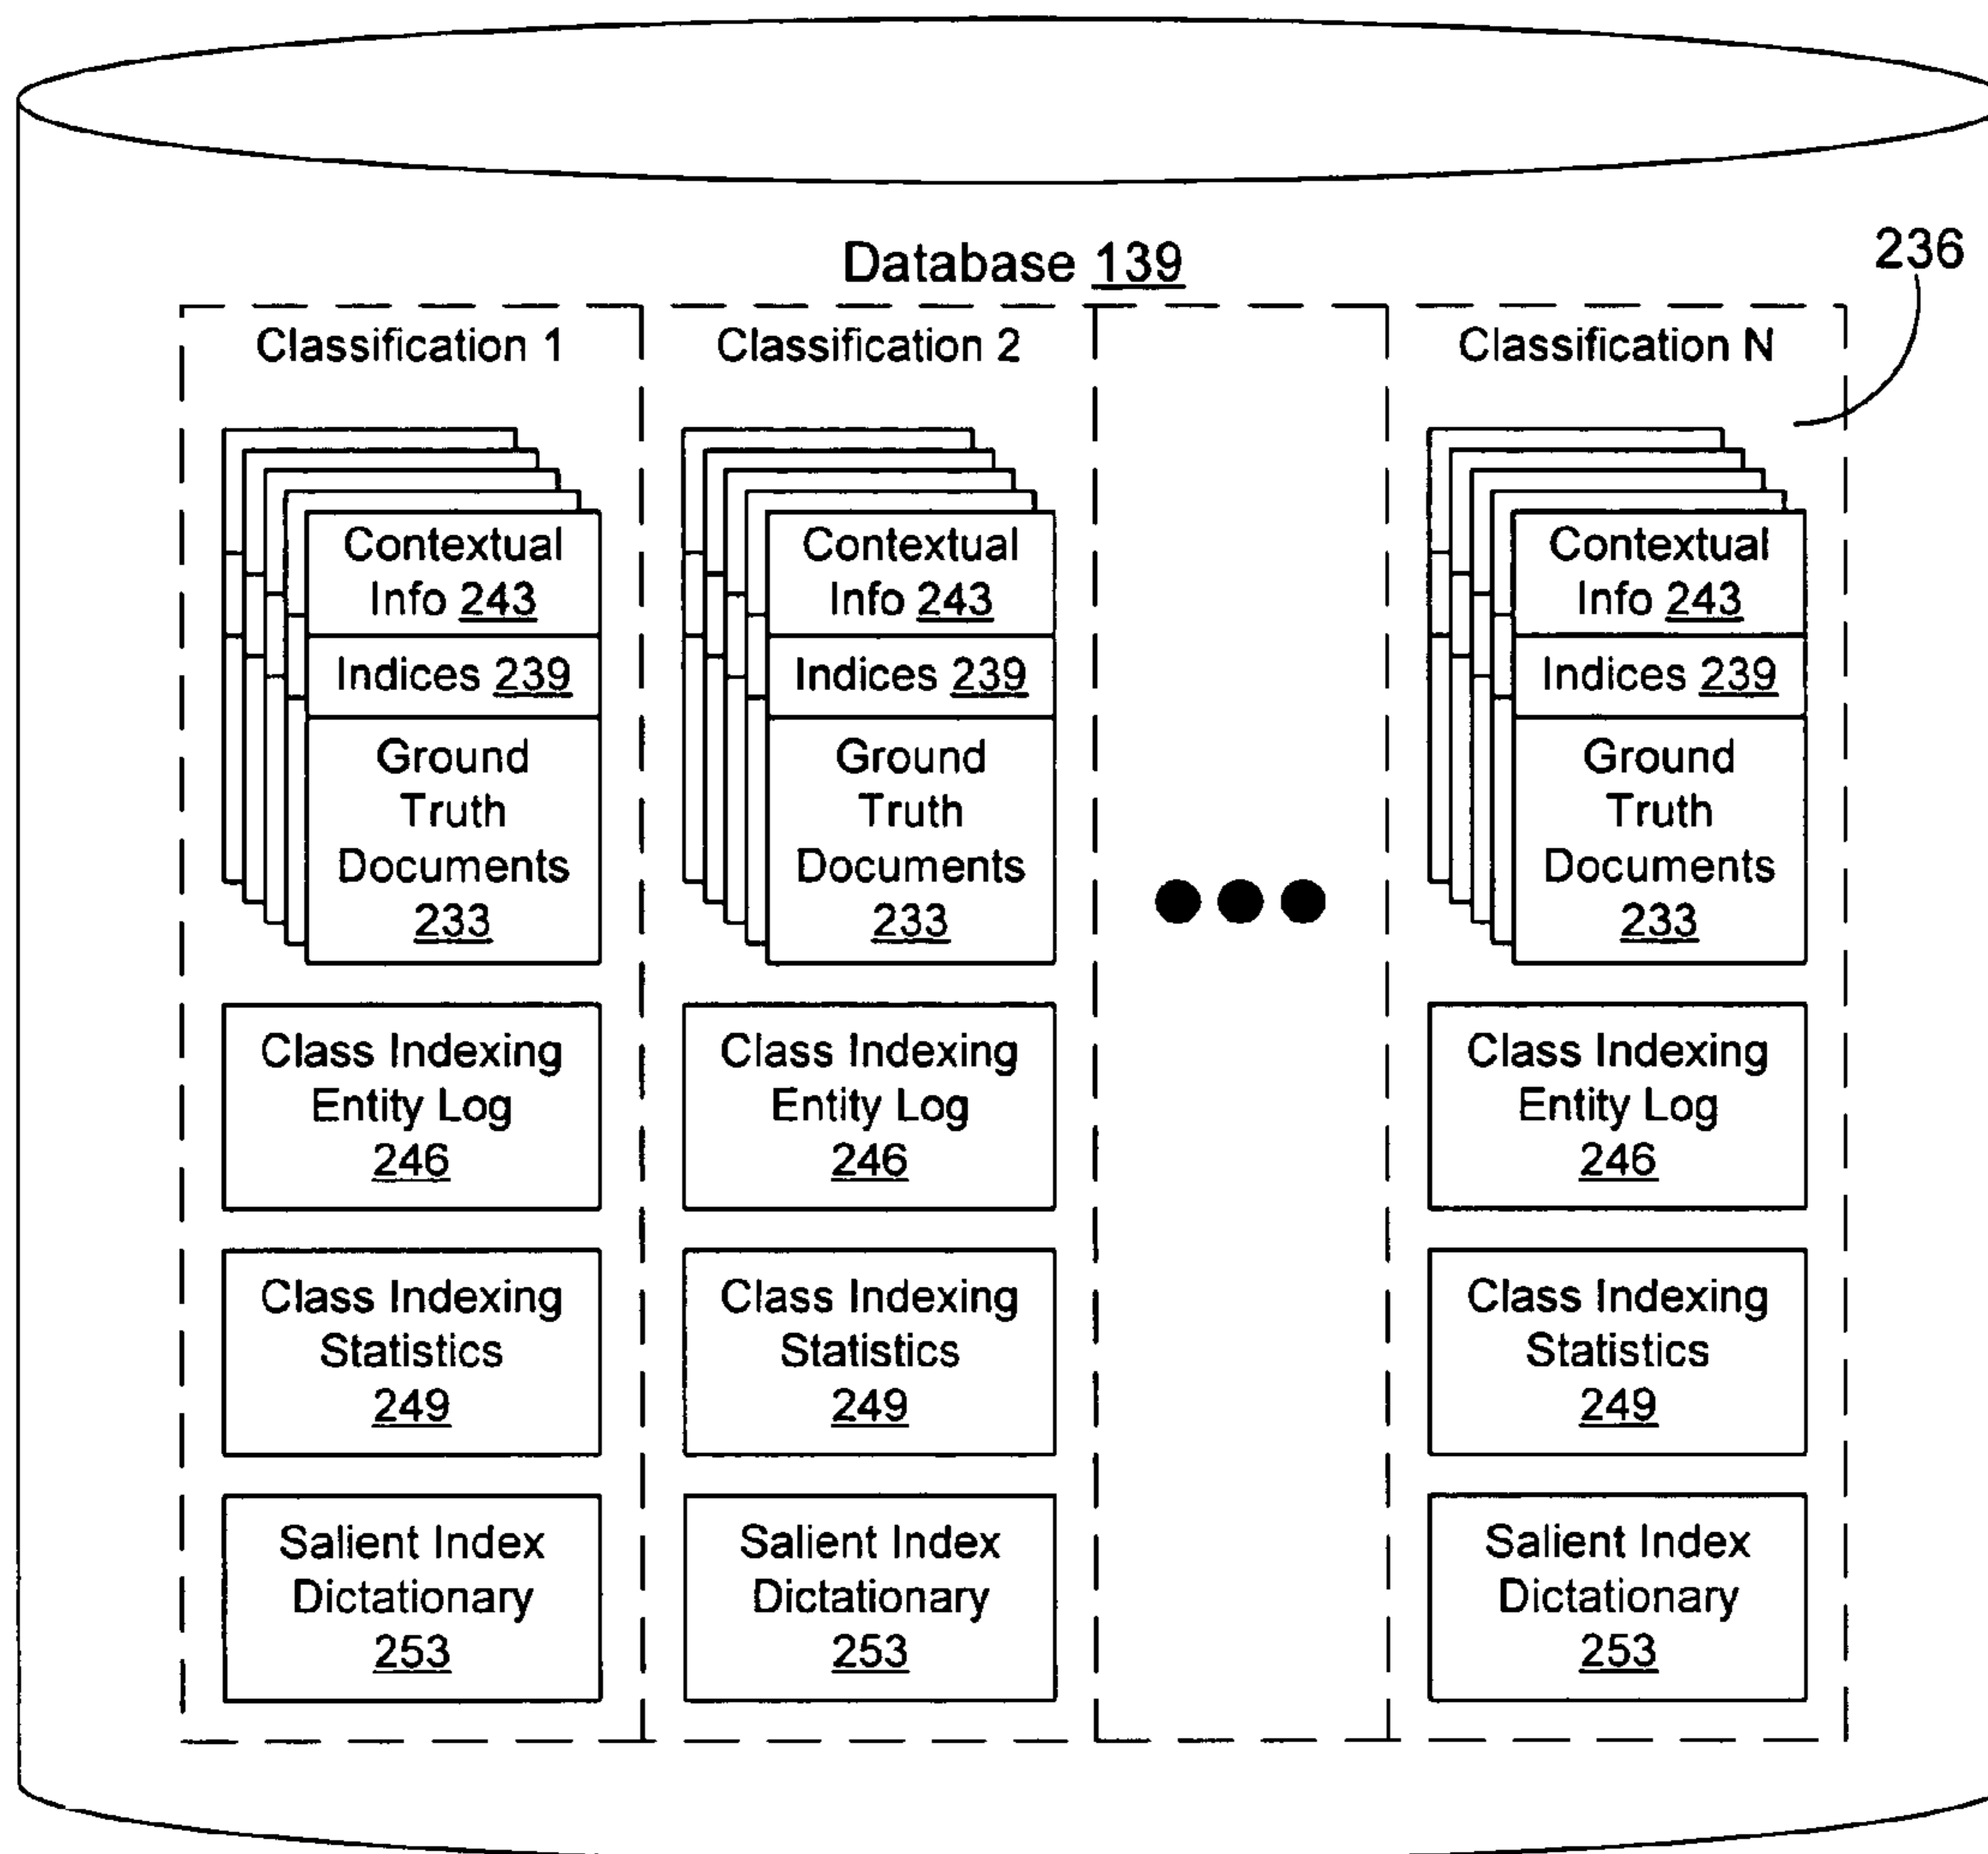 Database 139
236
Classification 1
Contextual
Info 243
Indices 239
Ground
Truth
Documents
233
Class Indexing
Entity Log
246
Class Indexing
Statistics
249
Salient Index
Dictationary
253
Classification 2
Contextual
Info 243
Indices 239
Ground
Truth
Documents
233
Class Indexing
Entity Log
246
Class Indexing
Statistics
249
Salient Index
Dictationary
253
Classification N
Contextual
Info 243
Indices 239
Ground
Truth
Documents
233
Class Indexing
Entity Log
246
Class Indexing
Statistics
249
Salient Index
Dictationary
253